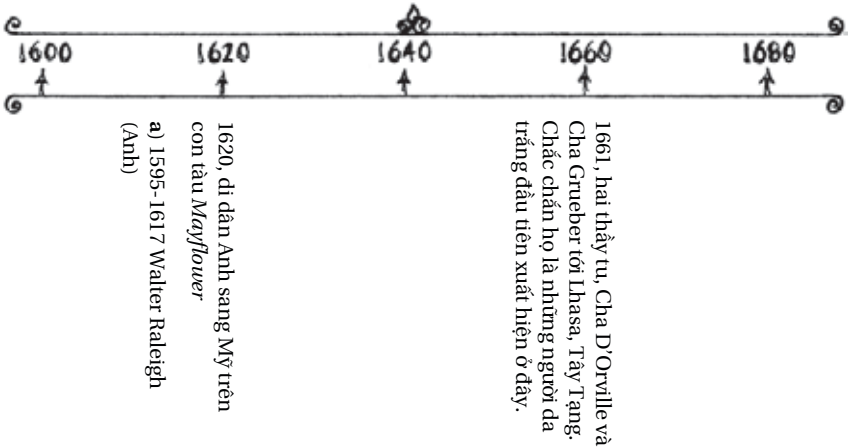 1600 1620 1640 1660 1680
1661, hai thầy tu, Cha D’Orville và
Cha Grueber tới Lhasa, Tây Tạng.
Chắc chắn họ là những người da
trắng đầu tiên xuất hiện ở đây.
1620, di dân Anh sang Mỹ trên
con tàu Mayflower
a) 1595-1617 Walter Raleigh
(Anh)